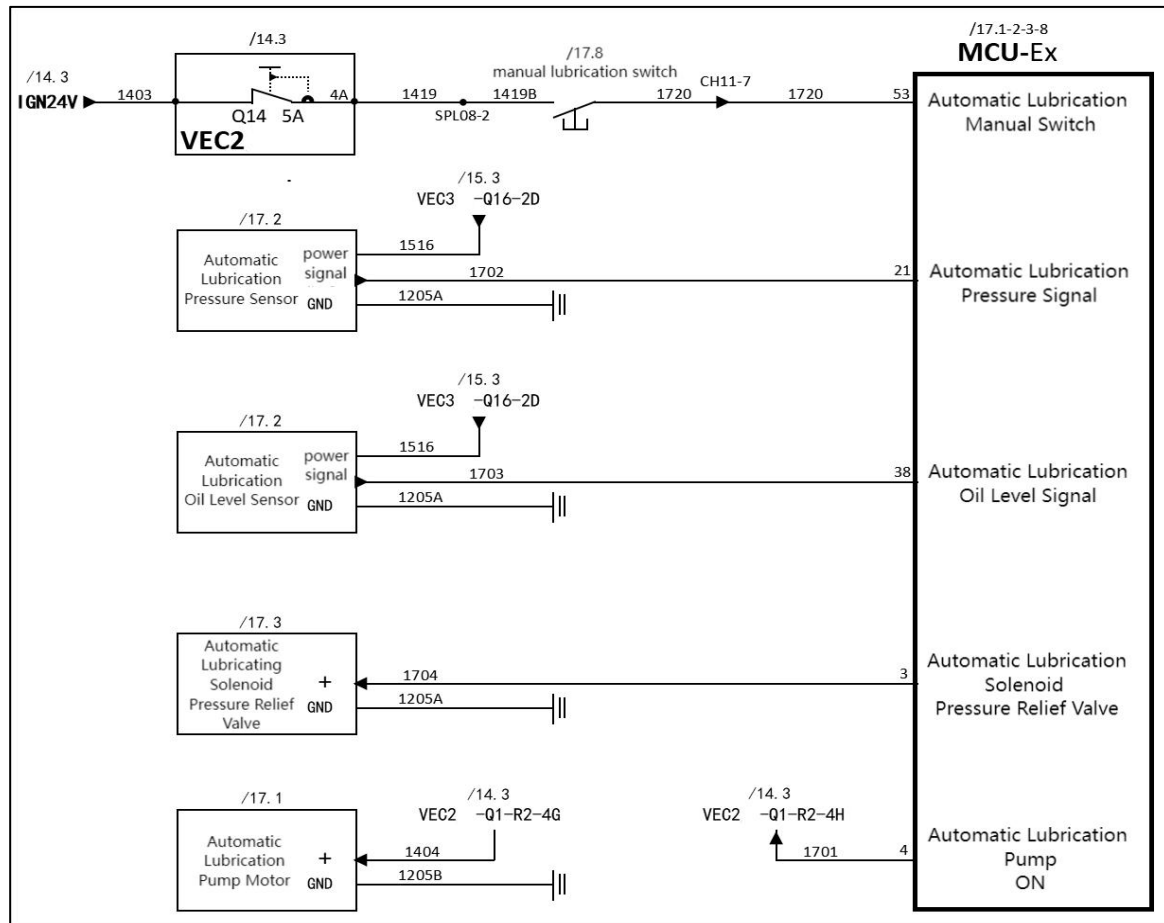 /17.1-2-3-8
MCU-Ex
/14.3
/17.8
manual lubrication switch
/14. 3
IGN24V
1403
Q14 5A
4A
VEC2
1419
SPL08-2
1419B
1720
CH11-7
1720
53
Automatic Lubrication
Manual Switch
/15. 3
VEC3 -Q16-2D
/17. 2
Automatic
Lubrication
Pressure Sensor
power
signal
GND
1516
1702
1205A
21
Automatic Lubrication
Pressure Signal
/15. 3
VEC3 -Q16-2D
/17. 2
Automatic
Lubrication
Oil Level Sensor
power
signal
GND
1516
1703
1205A
38
Automatic Lubrication
Oil Level Signal
/17. 3
Automatic
Lubricating
Solenoid
Pressure Relief
Valve
+
GND
1704
1205A
3
Automatic Lubrication
Solenoid
Pressure Relief Valve
/17. 1
Automatic
Lubrication
Pump Motor
+
GND
/14. 3
VEC2 -Q1-R2-4G
1404
1205B
/14. 3
VEC2 -Q1-R2-4H
1701
4
Automatic Lubrication
Pump
ON